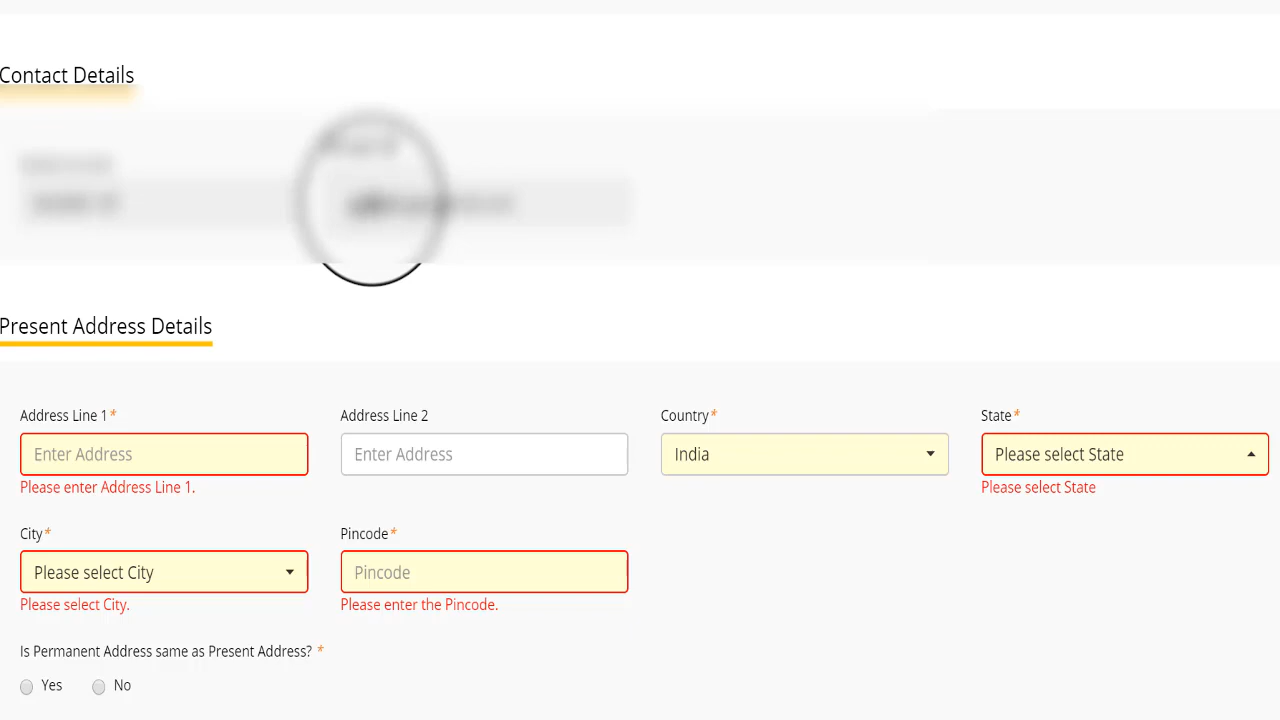 Contact Details
Present Address Details
Address Line 1* Address Line 2 Country* State*
Enter Address Enter Address India Please select State
Please enter Address Line 1. Please select State
City* Pincode*
Please select City Pincode
Please select City. Please enter the Pincode.
Is Permanent Address same as Present Address? *
Yes No